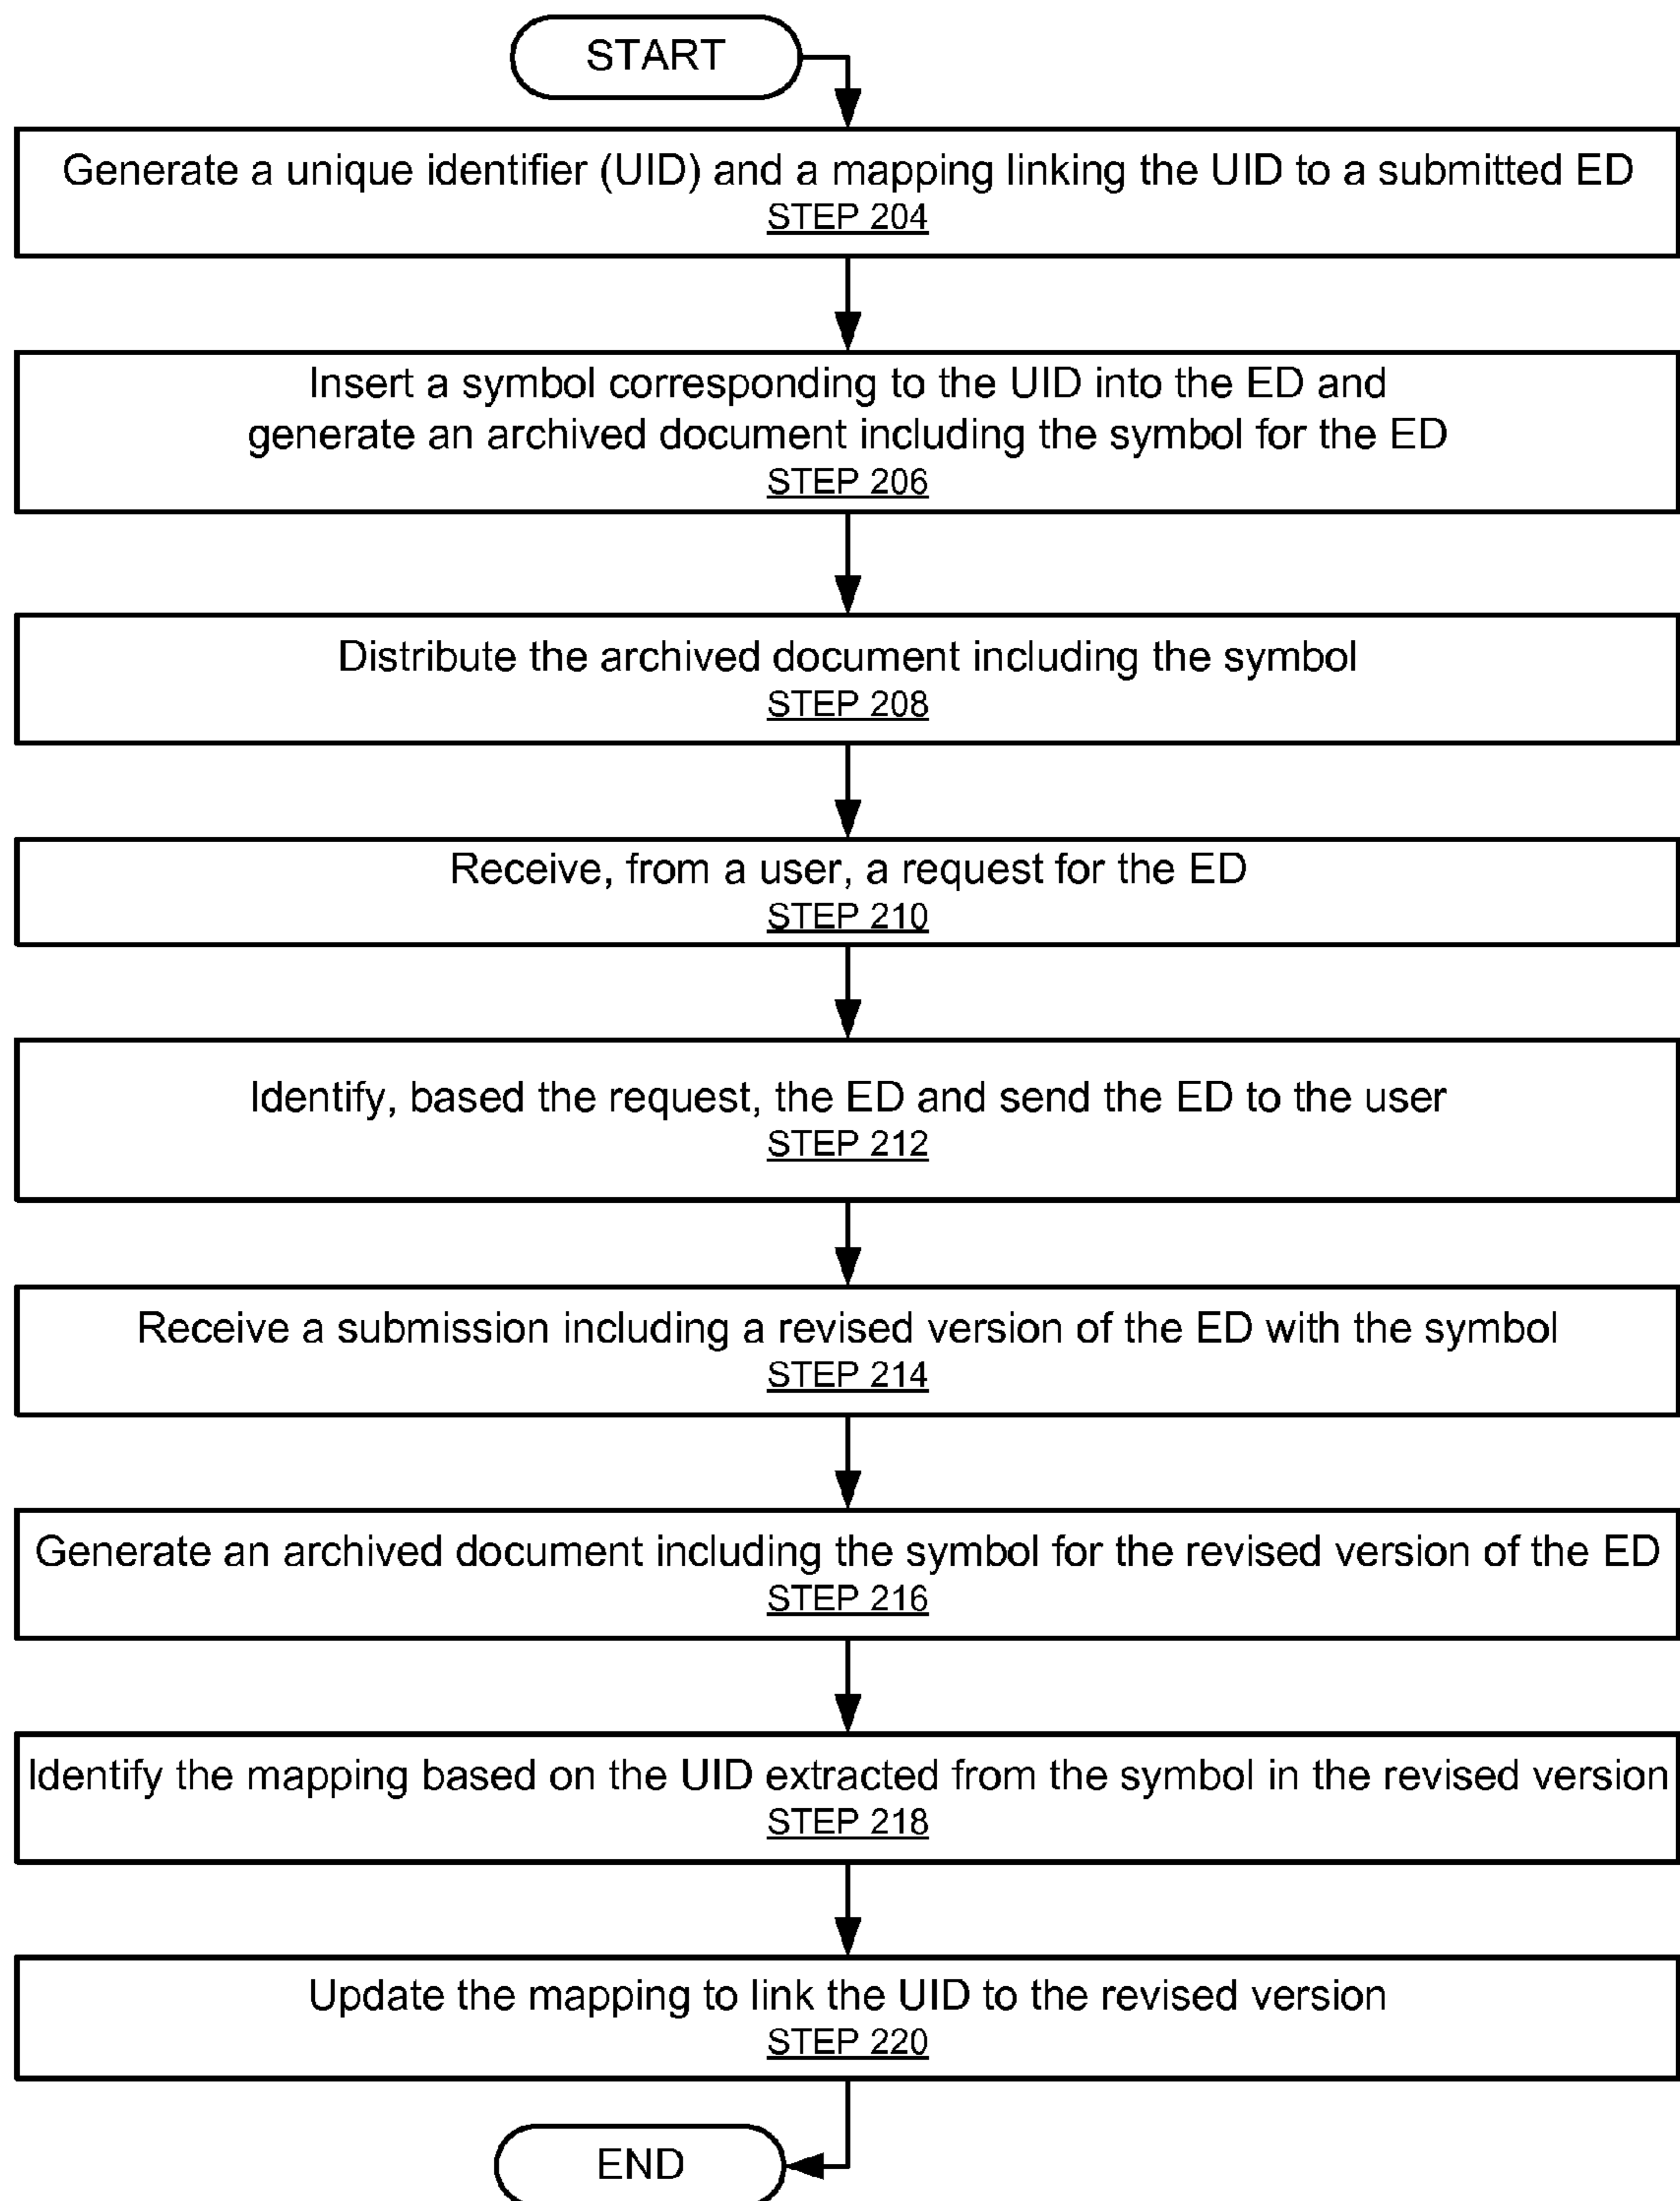 START
Generate a unique identifier (UID) and a mapping linking the UID to a submitted ED
STEP 204
Insert a symbol corresponding to the UID into the ED and
generate an archived document including the symbol for the ED
STEP 206
Distribute the archived document including the symbol
STEP 208
Receive, from a user, a request for the ED
STEP 210
Identify, based the request, the ED and send the ED to the user
STEP 212
Receive a submission including a revised version of the ED with the symbol
STEP 214
Generate an archived document including the symbol for the revised version of the ED
STEP 216
Identify the mapping based on the UID extracted from the symbol in the revised version
STEP 218
Update the mapping to link the UID to the revised version
STEP 220
END